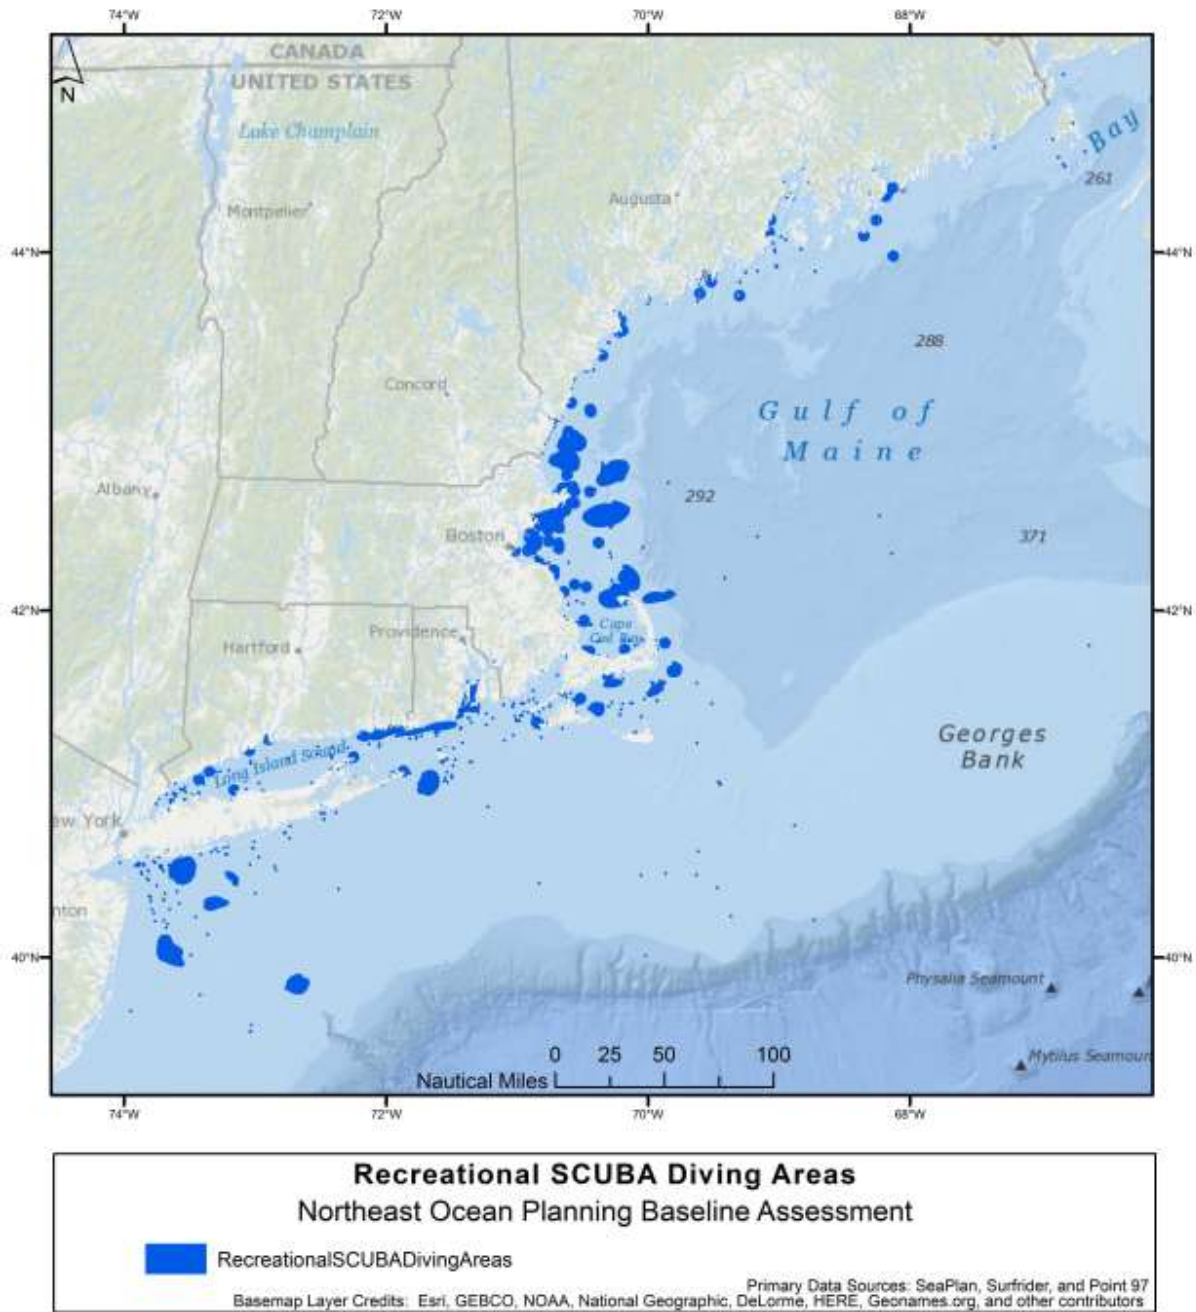 74°W 72°W 70°W 68°W
CANADA
UNITED STATES
N
Lake Champlain
Bay
261
Montpelier
Augusta
44°N 44°N
288
Concord
Gulf of
Maine
Albany
292
Boston
371
42°N 42°N
Cape
Cod Bay
Providence
Hartford
Georges
Bank
Long Island Sound
ew York
nton
40°N 40°N
Physalia Seamount
0 25 50 100
Mytilus Seamoun
Nautical Miles
74°W 72°W 70°W 68°W
Recreational SCUBA Diving Areas
Northeast Ocean Planning Baseline Assessment
RecreationalSCUBADivingAreas
Primary Data Sources: SeaPlan, Surfrider, and Point 97
Basemap Layer Credits: Esri, GEBCO, NOAA, National Geographic, DeLorme, HERE, Geonames.org, and other contributors